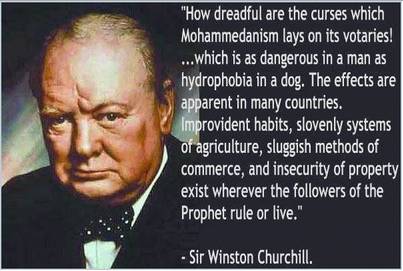 "How dreadful are the curses which
Mohammedanism lays on its votaries!
...which is as dangerous in a man as
hydrophobia in a dog. The effects are
apparent in many countries.
Improvident habits, slovenly systems
of agriculture, sluggish methods of
commerce, and insecurity of property
exist wherever the followers of the
Prophet rule or live."
- Sir Winston Churchill.